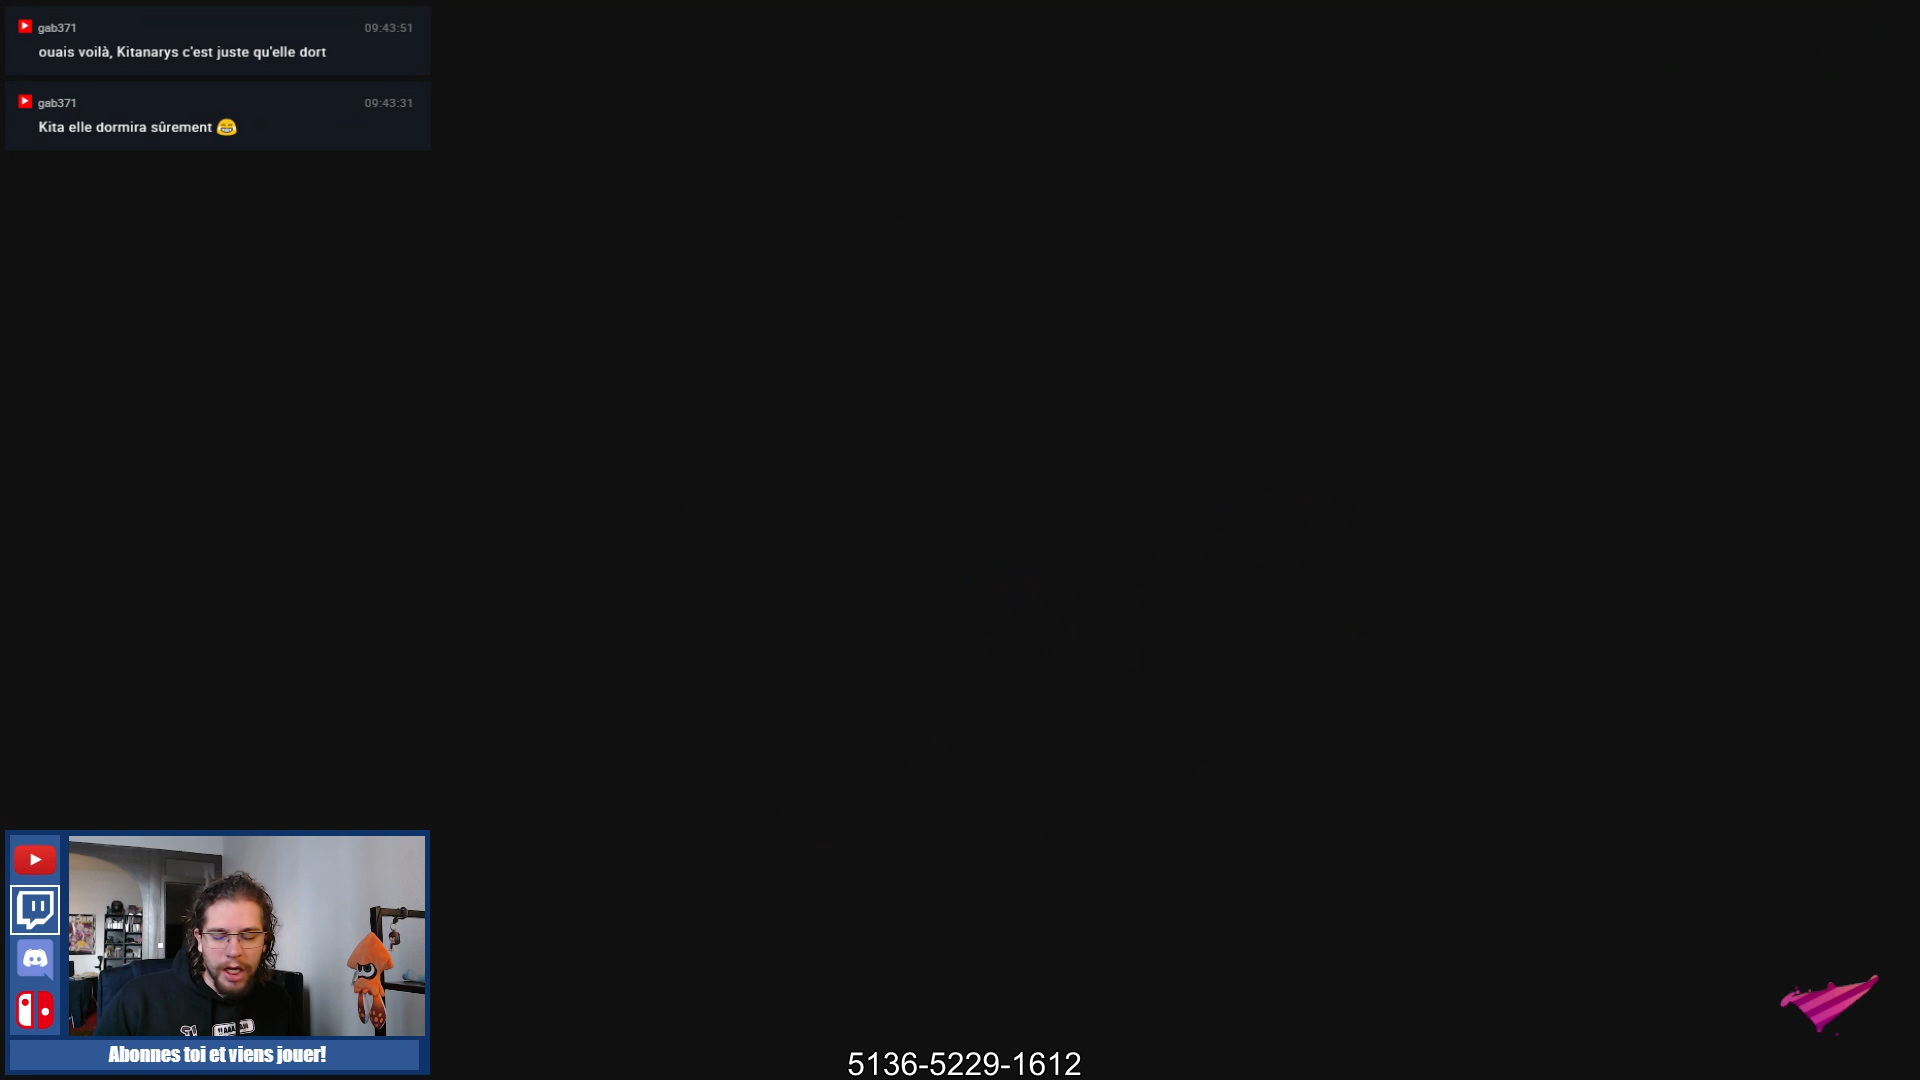 gab371 09:43:51
ouais voilà, Kitanarys c'est juste qu'elle dort
gab371 09:43:31
Kita elle dormira sûrement 😂
Abonnes toi et viens jouer!
5136-5229-1612